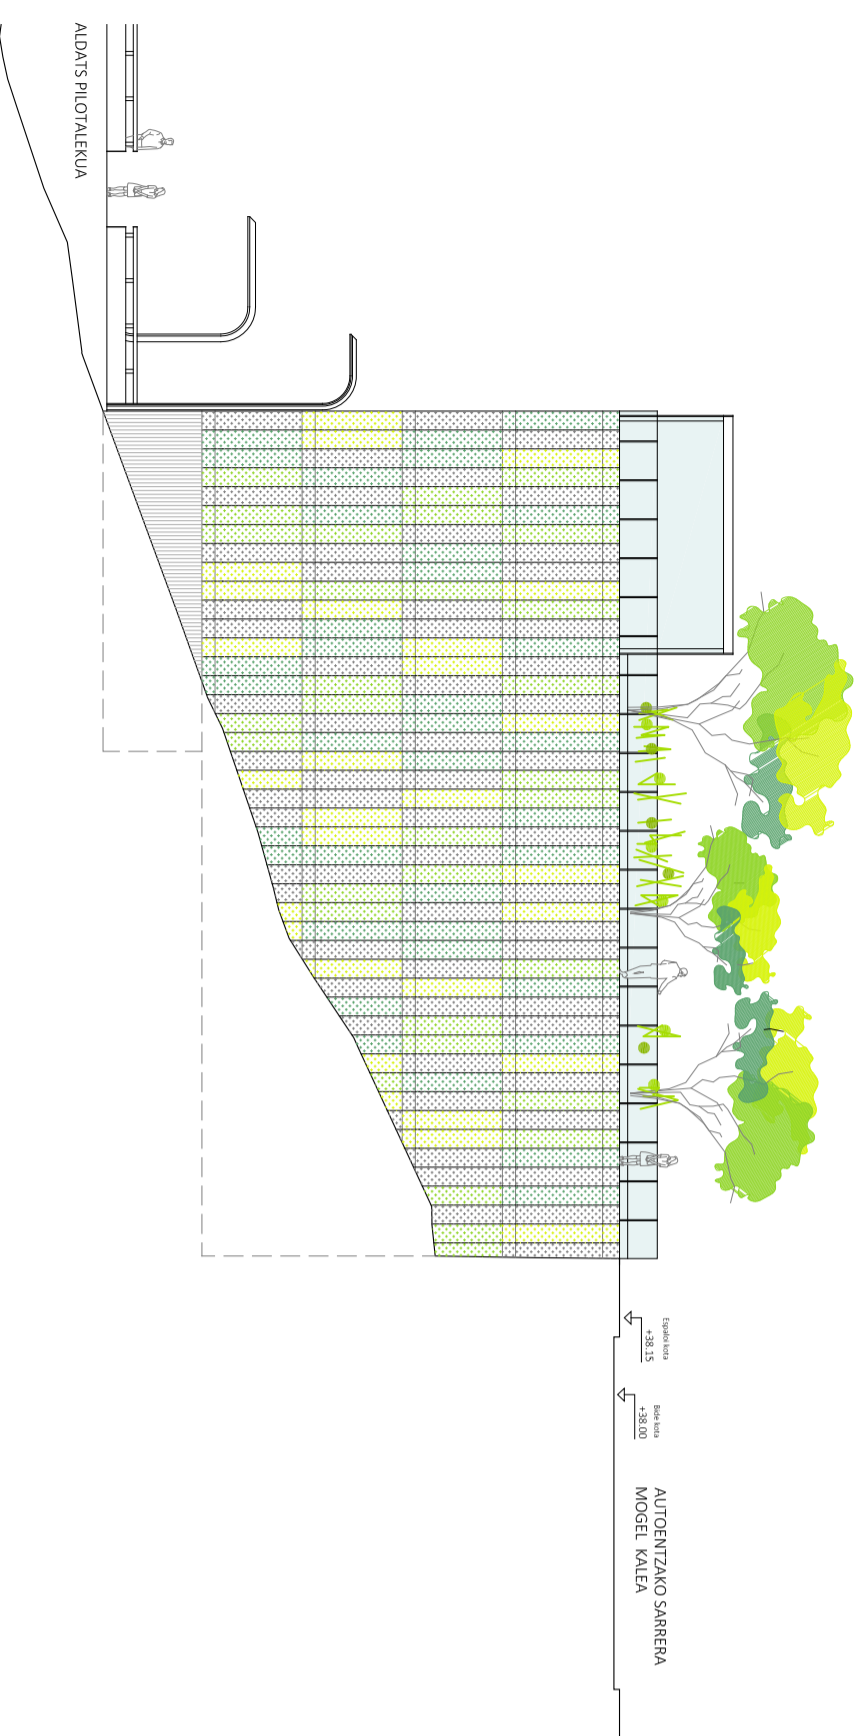 ALDATS PILOTALEKUA
Espaloi kota
+38.15
Bide kota
+38.00
AUTOENTZAKO SARRERA
MOGEL KALEA